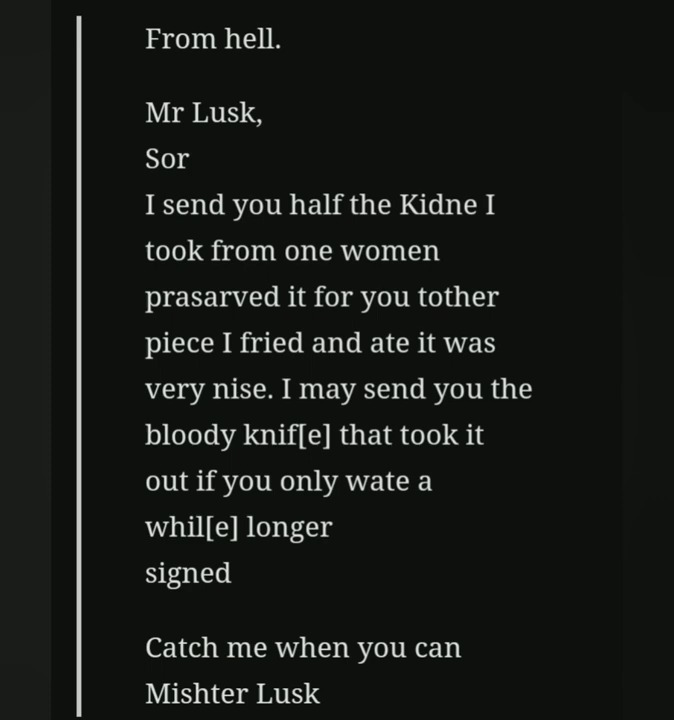 From hell.
Mr Lusk,
Sor
I send you half the Kidne I
took from one women
prasarved it for you tother
piece I fried and ate it was
very nise. I may send you the
bloody knif[e] that took it
out if you only wate a
whil[e] longer
signed
Catch me when you can
Mishter Lusk